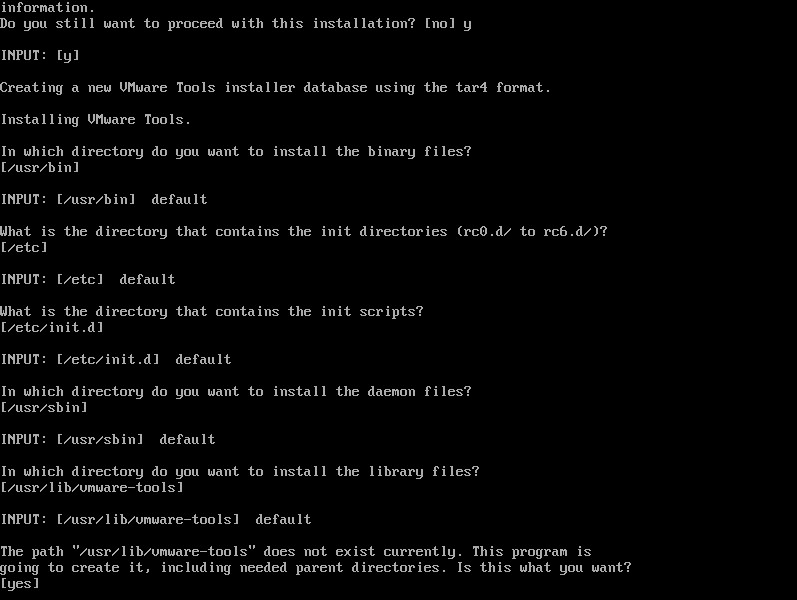 information.
Do you still want to proceed with this installation? [no] y
INPUT: [y]
Creating a new VMware Tools installer database using the tar4 format.
Installing VMware Tools.
In which directory do you want to install the binary files?
[/usr/bin]
INPUT: [/usr/bin]  default
What is the directory that contains the init directories (rc0.d/ to rc6.d/)?
[/etc]
INPUT: [/etc]  default
What is the directory that contains the init scripts?
[/etc/init.d]
INPUT: [/etc/init.d]  default
In which directory do you want to install the daemon files?
[/usr/sbin]
INPUT: [/usr/sbin]  default
In which directory do you want to install the library files?
[/usr/lib/vmware-tools]
INPUT: [/usr/lib/vmware-tools]  default
The path "/usr/lib/vmware-tools" does not exist currently. This program is
going to create it, including needed parent directories. Is this what you want?
[yes]